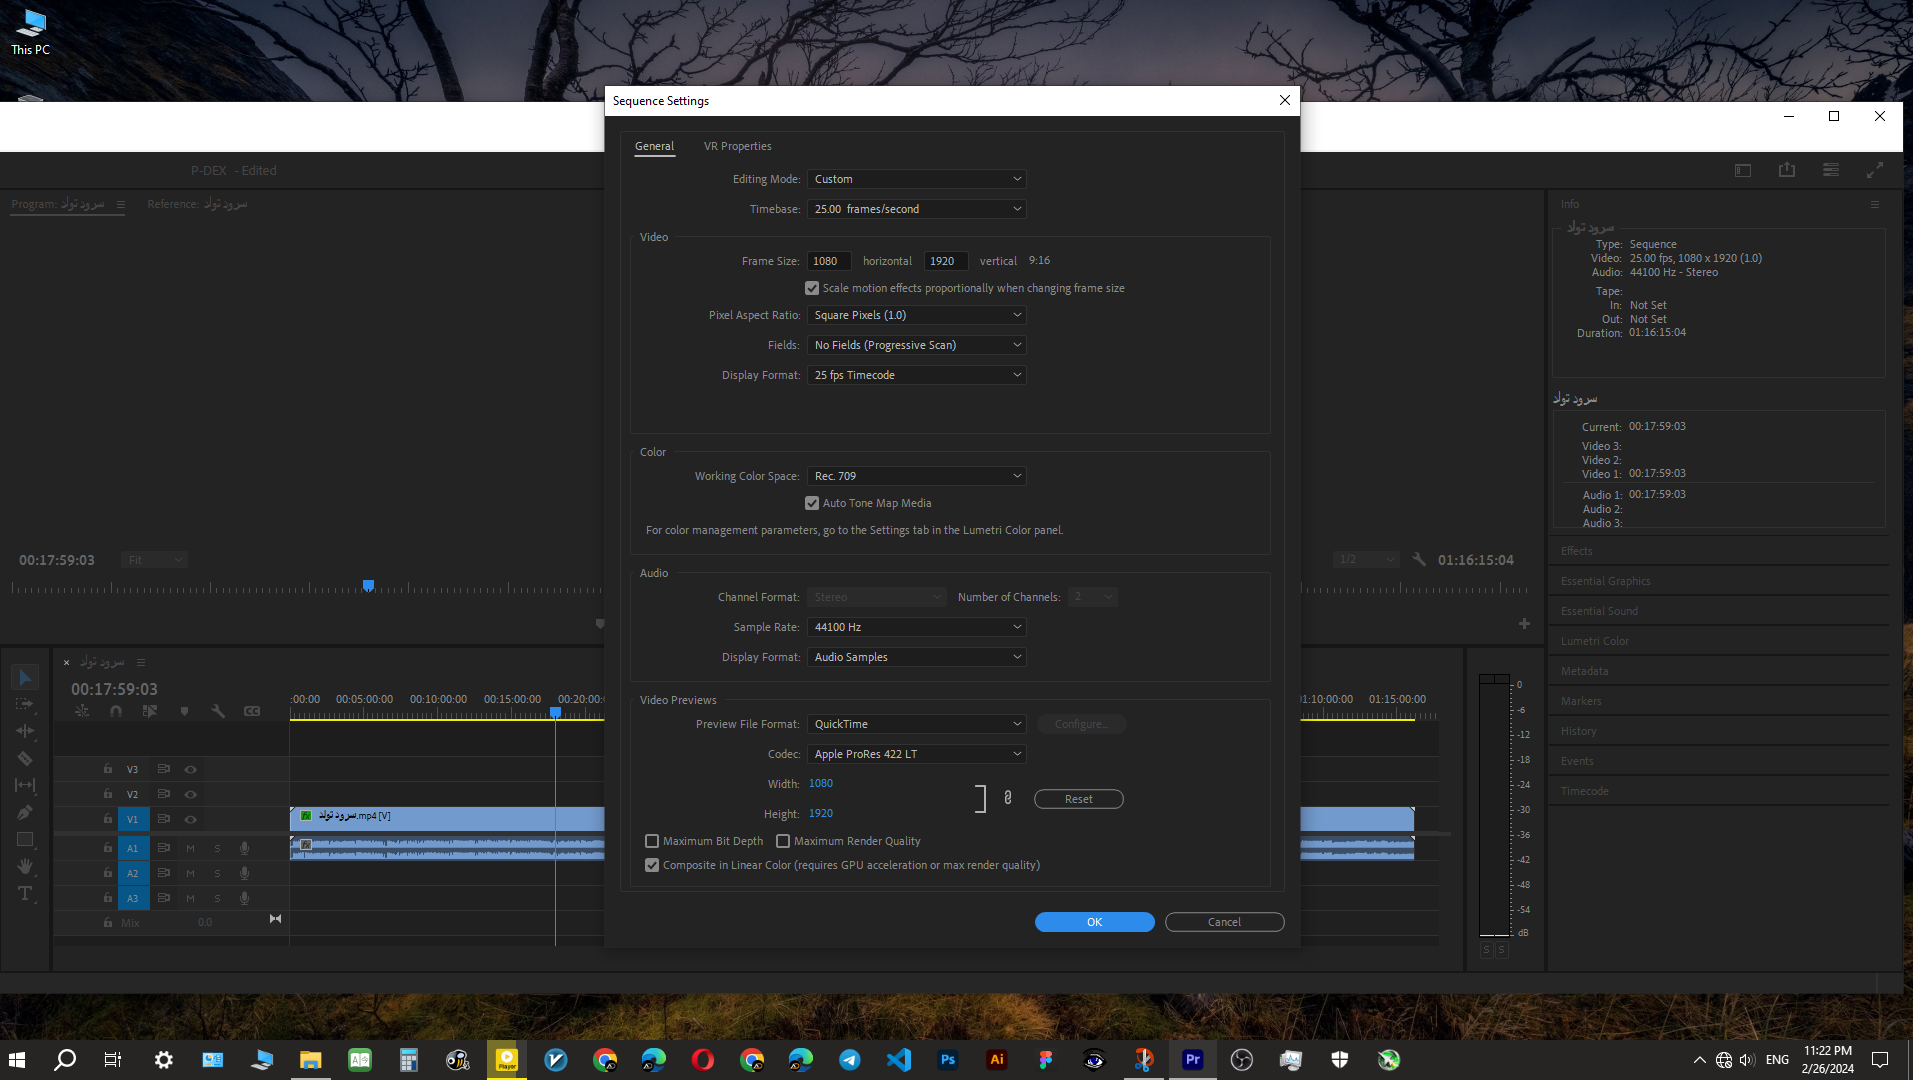 This PC
Sequence Settings
P-DEX - Edited
Program: سرود تولد
Reference: سرود تولد
General
VR Properties
Editing Mode: Custom
Timebase: 25.00 frames/second
Video
Frame Size: 1080 horizontal 1920 vertical 9:16
Scale motion effects proportionally when changing frame size
Pixel Aspect Ratio: Square Pixels (1.0)
Fields: No Fields (Progressive Scan)
Display Format: 25 fps Timecode
Color
Working Color Space: Rec. 709
Auto Tone Map Media
For color management parameters, go to the Settings tab in the Lumetri Color panel.
Audio
Channel Format: Stereo Number of Channels: 2
Sample Rate: 44100 Hz
Display Format: Audio Samples
Video Previews
Preview File Format: QuickTime Configure...
Codec: Apple ProRes 422 LT
Width: 1080
Height: 1920
Reset
Maximum Bit Depth Maximum Render Quality
Composite in Linear Color (requires GPU acceleration or max render quality)
OK
Cancel
Info
سرود تولد
Type: Sequence
Video: 25.00 fps, 1080 x 1920 (1.0)
Audio: 44100 Hz - Stereo
Tape:
In: Not Set
Out: Not Set
Duration: 01:16:15:04
سرود تولد
Current: 00:17:59:03
Video 3:
Video 2:
Video 1: 00:17:59:03
Audio 1: 00:17:59:03
Audio 2:
Audio 3:
Effects
Essential Graphics
Essential Sound
Lumetri Color
Metadata
Markers
History
Events
Timecode
00:17:59:03 Fit
1/2 01:16:15:04
سرود تولد
00:17:59:03
:00:00 00:05:00:00 00:10:00:00 00:15:00:00 00:20:00:
01:10:00:00 01:15:00:00
V3
V2
V1
سرود تولد.mp4 [V]
A1 M S
A2 M S
A3 M S
Mix 0.0
0
-6
-12
-18
-24
-30
-36
-42
-48
-54
dB
S S
Player
Ps
Ai
Pr
ENG
11:22 PM
2/26/2024